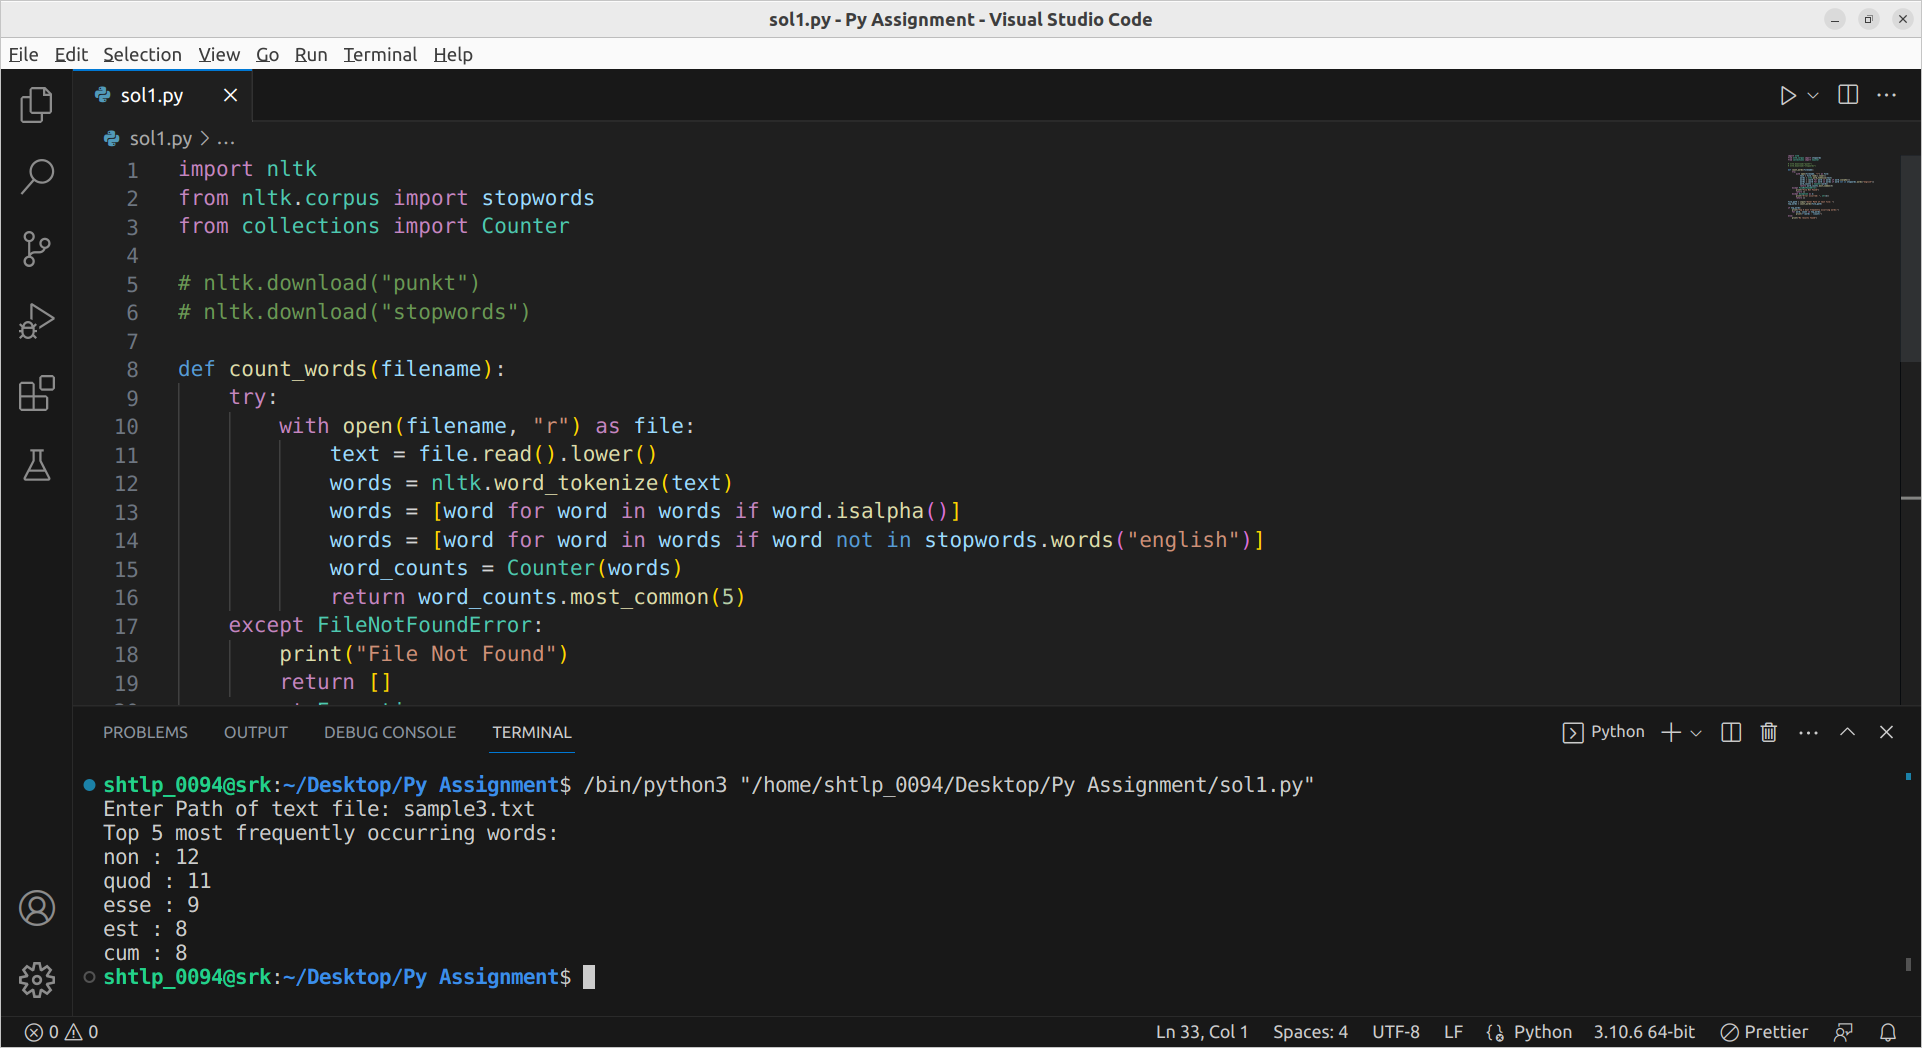 sol1.py - Py Assignment - Visual Studio Code
File Edit Selection View Go Run Terminal Help
sol1.py
sol1.py > ...
1 import nltk
2 from nltk.corpus import stopwords
3 from collections import Counter
4
5 # nltk.download("punkt")
6 # nltk.download("stopwords")
7
8 def count_words(filename):
9 try:
10 with open(filename, "r") as file:
11 text = file.read().lower()
12 words = nltk.word_tokenize(text)
13 words = [word for word in words if word.isalpha()]
14 words = [word for word in words if word not in stopwords.words("english")]
15 word_counts = Counter(words)
16 return word_counts.most_common(5)
17 except FileNotFoundError:
18 print("File Not Found")
19 return []
PROBLEMS OUTPUT DEBUG CONSOLE TERMINAL Python
shtlp_0094@srk:~/Desktop/Py Assignment$ /bin/python3 "/home/shtlp_0094/Desktop/Py Assignment/sol1.py"
Enter Path of text file: sample3.txt
Top 5 most frequently occurring words:
non : 12
quod : 11
esse : 9
est : 8
cum : 8
shtlp_0094@srk:~/Desktop/Py Assignment$
0 0 Ln 33, Col 1 Spaces: 4 UTF-8 LF Python 3.10.6 64-bit Prettier